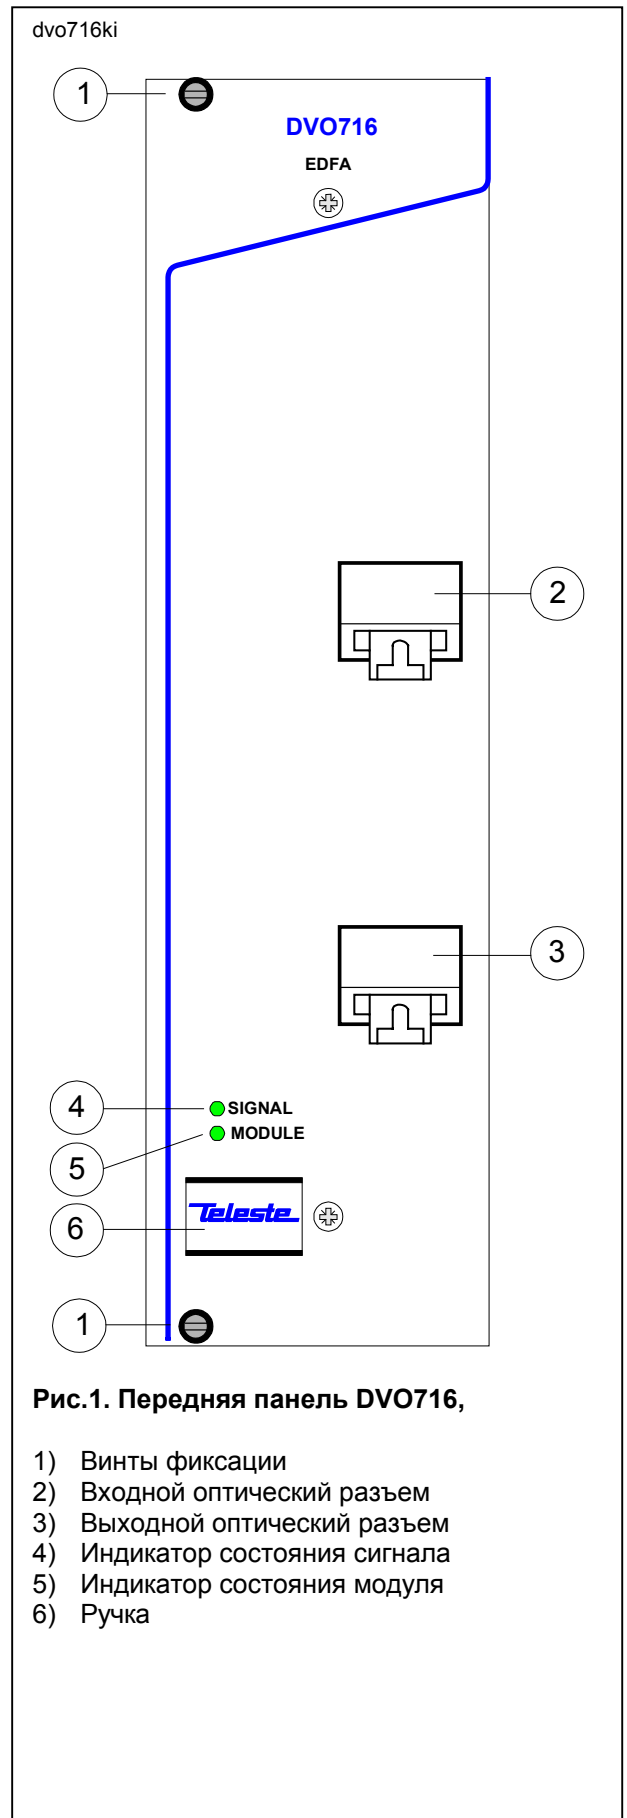 dvo716ki
1
DVO716
EDFA
2
3
4
SIGNAL
MODULE
5
Teleste
6
1
Рис.1. Передняя панель DVO716,
1) Винты фиксации
2) Входной оптический разъем
3) Выходной оптический разъем
4) Индикатор состояния сигнала
5) Индикатор состояния модуля
6) Ручка